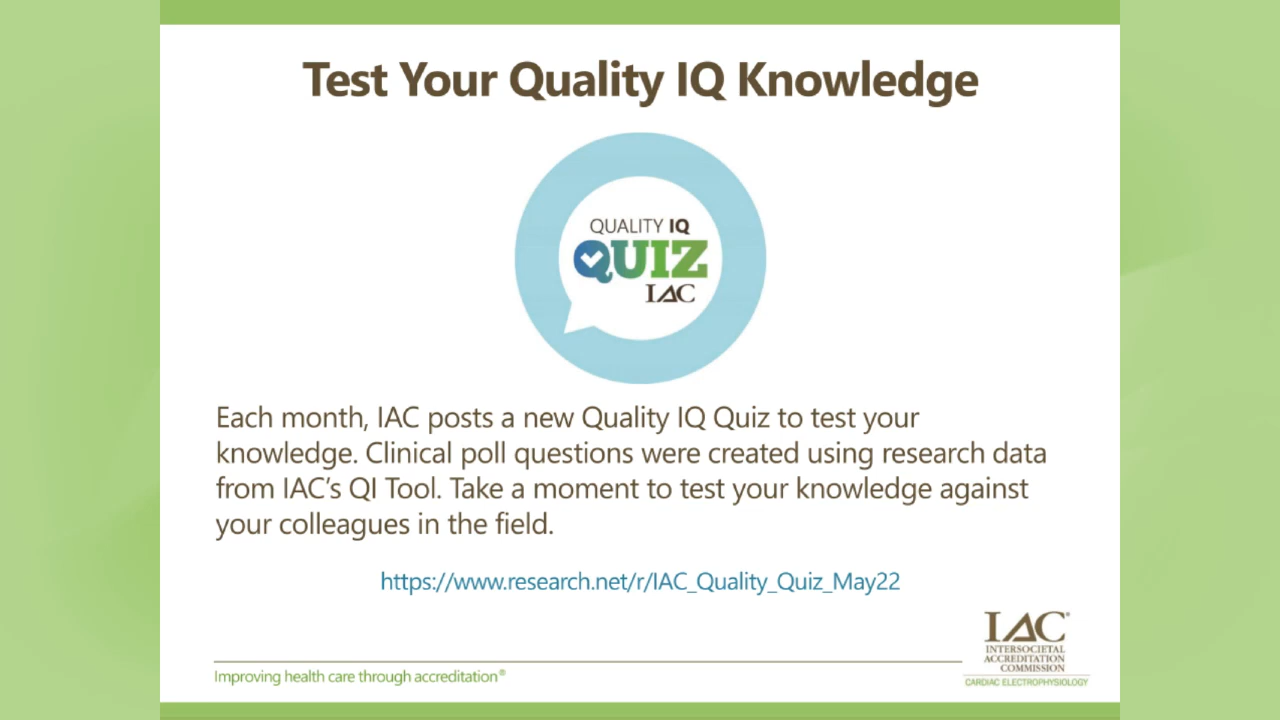 Test Your Quality IQ Knowledge
QUALITY IQ
QUIZ
IAC
Each month, IAC posts a new Quality IQ Quiz to test your
knowledge. Clinical poll questions were created using research data
from IAC’s QI Tool. Take a moment to test your knowledge against
your colleagues in the field.
https://www.research.net/r/IAC_Quality_Quiz_May22
IAC®
INTERSOCIETAL
ACCREDITATION
COMMISSION
CARDIAC ELECTROPHYSIOLOGY
Improving health care through accreditation®